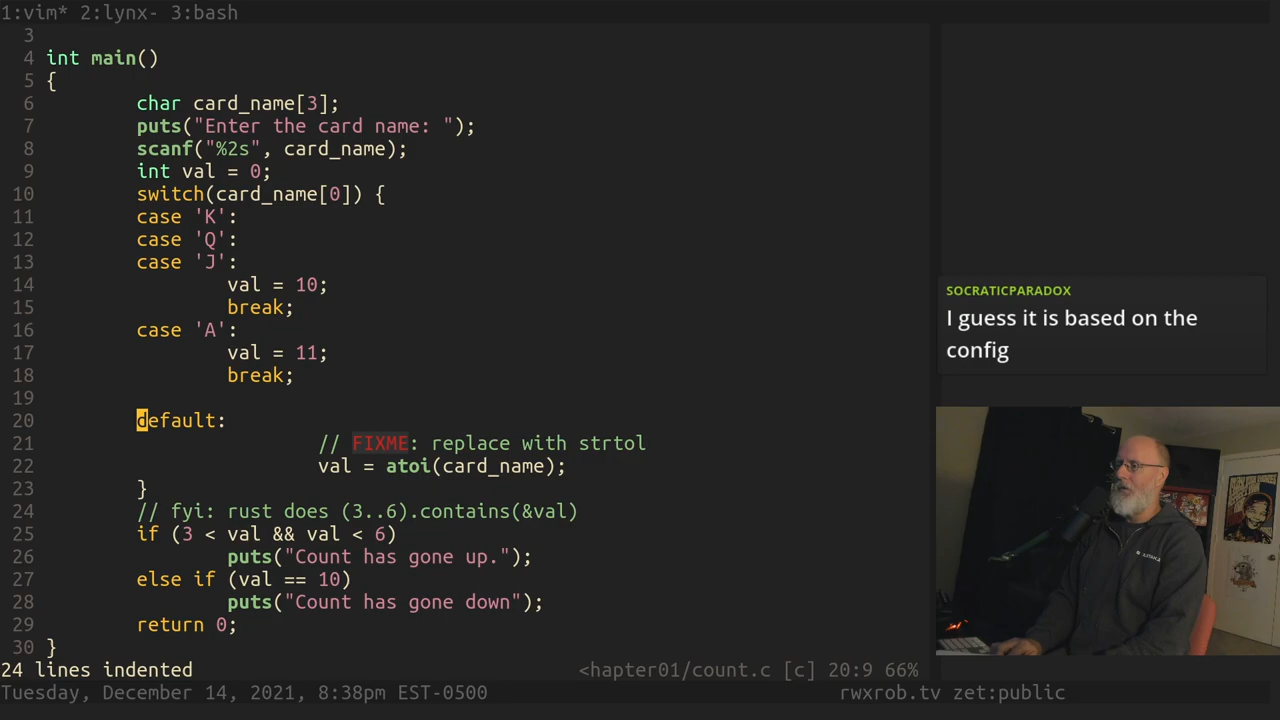 1:vim* 2:lynx- 3:bash
3
4 int main()
5 {
6 char card_name[3];
7 puts("Enter the card name: ");
8 scanf("%2s", card_name);
9 int val = 0;
10 switch(card_name[0]) {
11 case 'K':
12 case 'Q':
13 case 'J':
14 val = 10;
15 break;
16 case 'A':
17 val = 11;
18 break;
19
20 default:
21 // FIXME: replace with strtol
22 val = atoi(card_name);
23 }
24 // fyi: rust does (3..6).contains(&val)
25 if (3 < val && val < 6)
26 puts("Count has gone up.");
27 else if (val == 10)
28 puts("Count has gone down");
29 return 0;
30 }
24 lines indented <hapter01/count.c [c] 20:9 66%
Tuesday, December 14, 2021, 8:38pm EST-0500 rwxrob.tv zet:public
SOCRATICPARADOX
I guess it is based on the
config